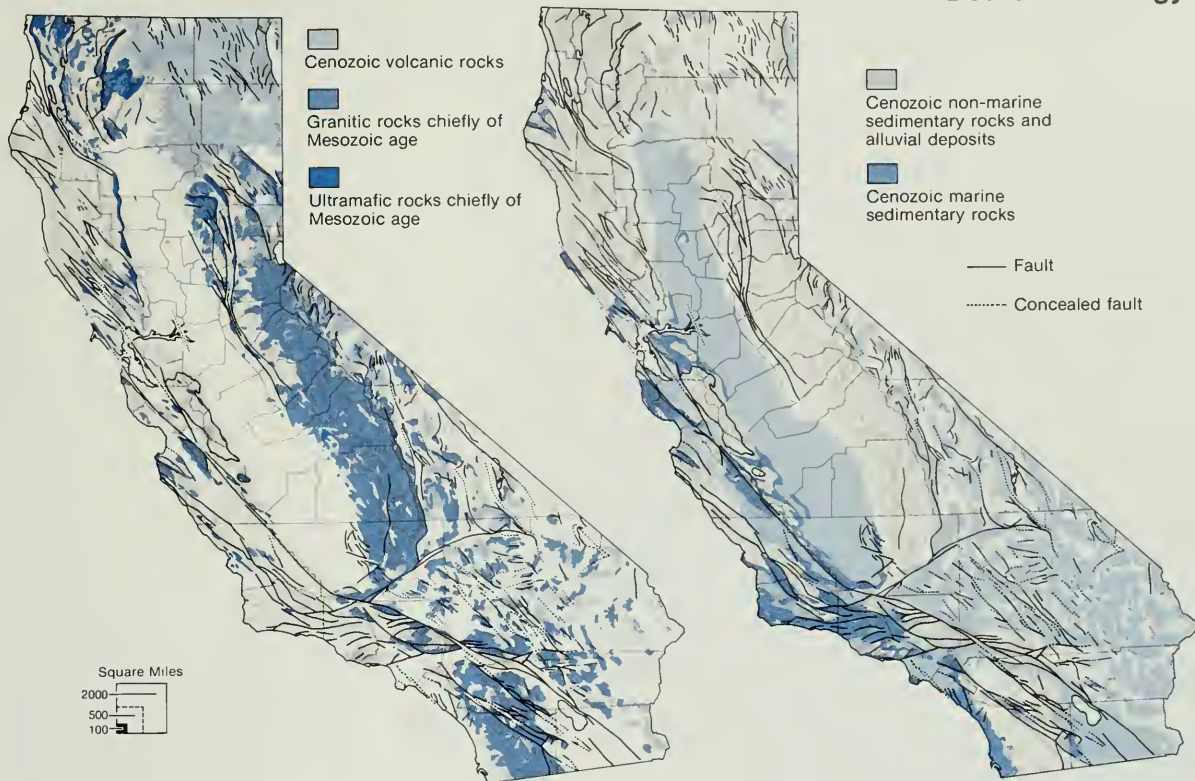 Cenozoic volcanic rocks
Granitic rocks chiefly of
Mesozoic age
Ultramafic rocks chiefly of
Mesozoic age
Cenozoic non-marine
sedimentary rocks and
alluvial deposits
Cenozoic marine
sedimentary rocks
Fault
Concealed fault
Square Miles
2000
500
100